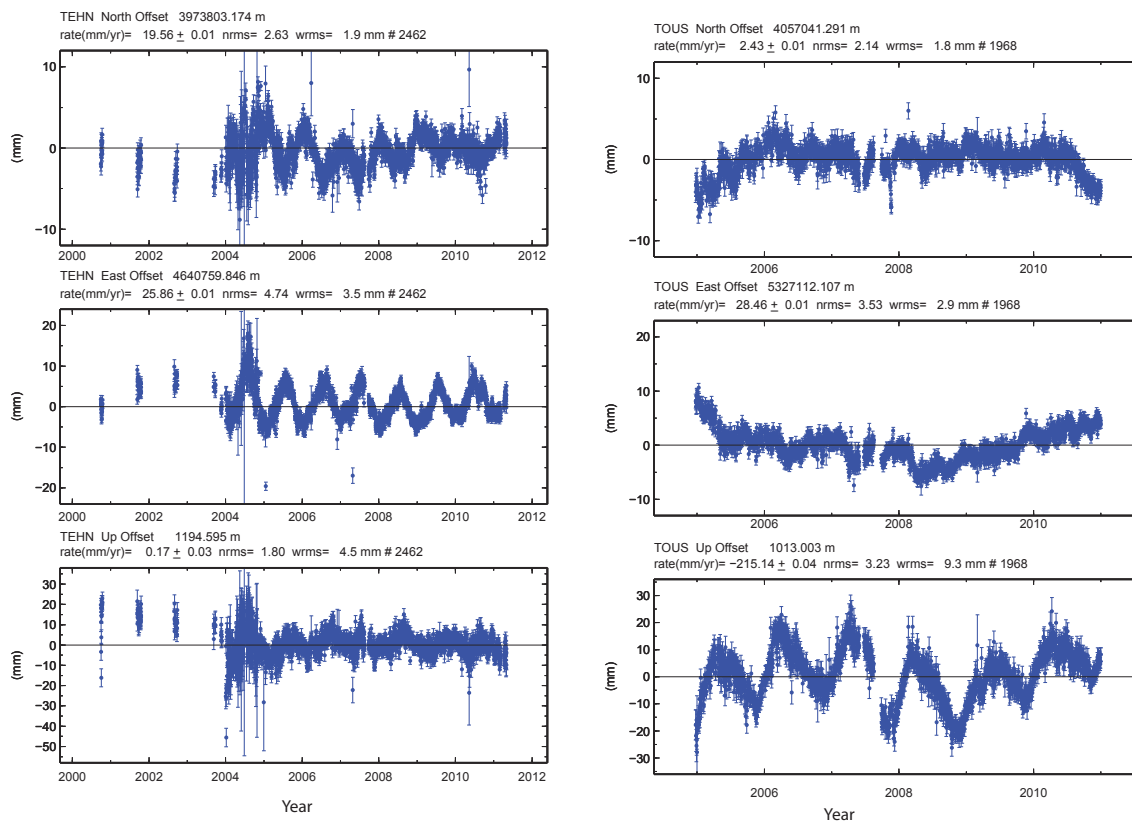 TEHN North Offset 3973803.174 m
rate(mm/yr)= 19.56 ± 0.01 nrms= 2.63 wrms= 1.9 mm # 2462
10
0
−10
(mm)
2000 2002 2004 2006 2008 2010 2012
TEHN East Offset 4640759.846 m
rate(mm/yr)= 25.86 ± 0.01 nrms= 4.74 wrms= 3.5 mm # 2462
20
10
0
−10
−20
(mm)
2000 2002 2004 2006 2008 2010 2012
TEHN Up Offset 1194.595 m
rate(mm/yr)= 0.17 ± 0.03 nrms= 1.80 wrms= 4.5 mm # 2462
30
20
10
0
−10
−20
−30
−40
−50
(mm)
2000 2002 2004 2006 2008 2010 2012
Year
TOUS North Offset 4057041.291 m
rate(mm/yr)= 2.43 ± 0.01 nrms= 2.14 wrms= 1.8 mm # 1968
10
0
−10
(mm)
2006 2008 2010
TOUS East Offset 5327112.107 m
rate(mm/yr)= 28.46 ± 0.01 nrms= 3.53 wrms= 2.9 mm # 1968
20
10
0
−10
(mm)
2006 2008 2010
TOUS Up Offset 1013.003 m
rate(mm/yr)= −215.14 ± 0.04 nrms= 3.23 wrms= 9.3 mm # 1968
30
20
10
0
−10
−20
−30
(mm)
2006 2008 2010
Year